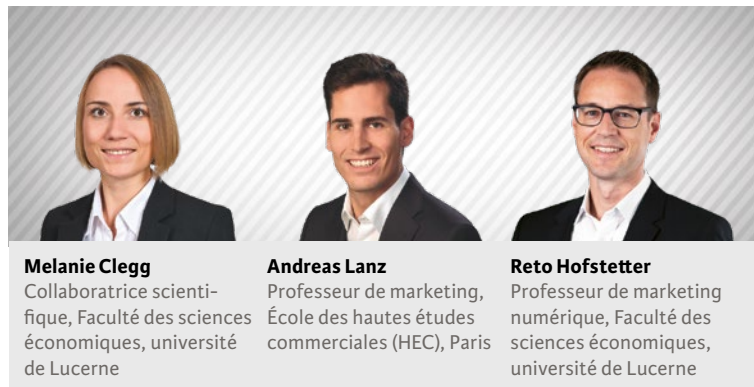 Melanie Clegg
Collaboratrice scienti-
fique, Faculté des sciences
économiques, université
de Lucerne
Andreas Lanz
Professeur de marketing,
École des hautes études
commerciales (HEC), Paris
Reto Hofstetter
Professeur de marketing
numérique, Faculté des
sciences économiques,
université de Lucerne